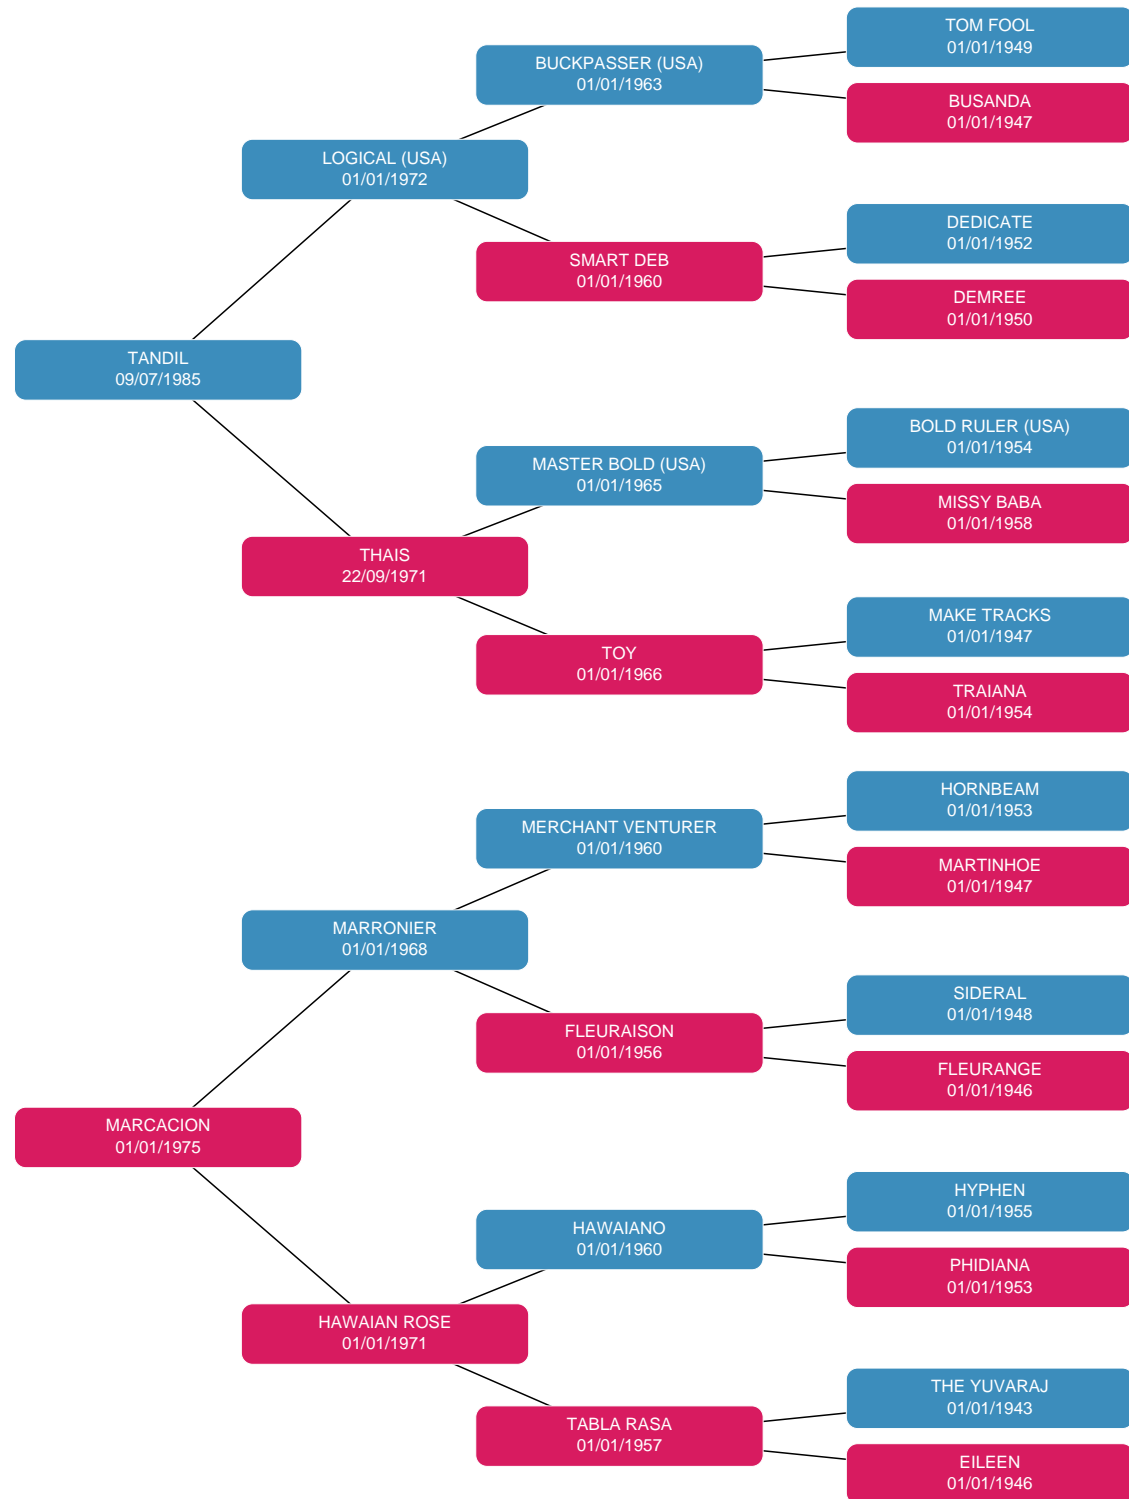 TOM FOOL
01/01/1949
BUCKPASSER (USA)
01/01/1963
BUSANDA
01/01/1947
LOGICAL (USA)
01/01/1972
DEDICATE
01/01/1952
SMART DEB
01/01/1960
DEMREE
01/01/1950
TANDIL
09/07/1985
BOLD RULER (USA)
01/01/1954
MASTER BOLD (USA)
01/01/1965
MISSY BABA
01/01/1958
THAIS
22/09/1971
MAKE TRACKS
01/01/1947
TOY
01/01/1966
TRAIANA
01/01/1954
HORNBEAM
01/01/1953
MERCHANT VENTURER
01/01/1960
MARTINHOE
01/01/1947
MARRONIER
01/01/1968
SIDERAL
01/01/1948
FLEURAISON
01/01/1956
FLEURANGE
01/01/1946
MARCACION
01/01/1975
HYPHEN
01/01/1955
HAWAIANO
01/01/1960
PHIDIANA
01/01/1953
HAWAIAN ROSE
01/01/1971
THE YUVARAJ
01/01/1943
TABLA RASA
01/01/1957
EILEEN
01/01/1946